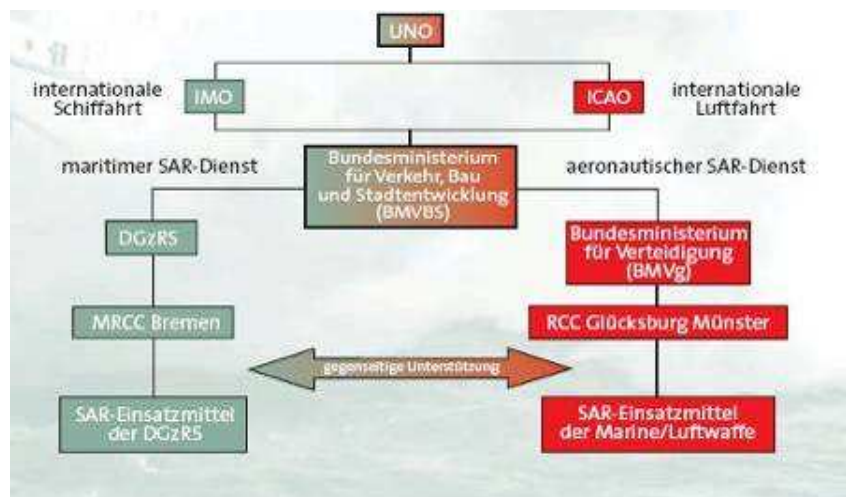 UNO
internationale
Schiffahrt
IMO
ICAO
internationale
Luftfahrt
maritimer SAR-Dienst
Bundesministerium
für Verkehr, Bau
und Stadtentwicklung
(BMVBS)
aeronautischer SAR-Dienst
DGzRS
Bundesministerium
für Verteidigung
(BMVg)
MRCC Bremen
RCC Glücksburg Münster
gegenseitige Unterstützung
SAR-Einsatzmittel
der DGzRS
SAR-Einsatzmittel
der Marine/Luftwaffe